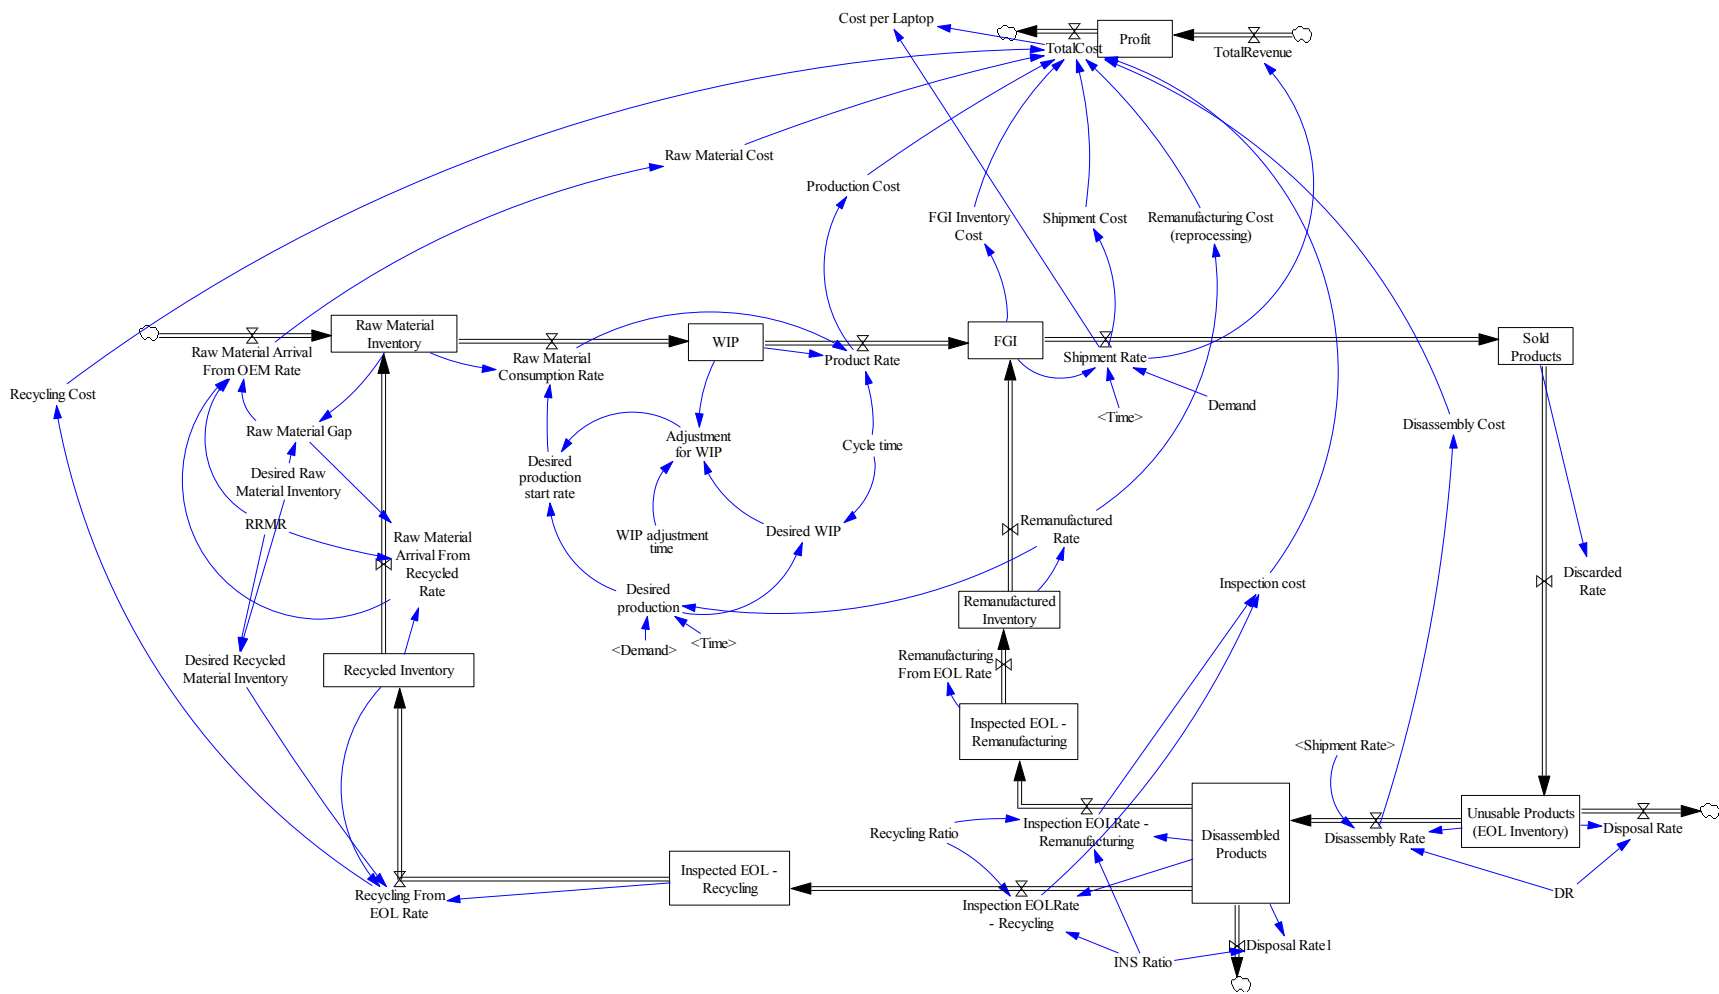 Cost per Laptop
Profit
TotalCost
TotalRevenue
Raw Material Cost
Production Cost
FGI Inventory
Cost
Shipment Cost
Remanufacturing Cost
(reprocessing)
Raw Material
Inventory
WIP
FGI
Sold
Products
Raw Material Arrival
From OEM Rate
Raw Material
Consumption Rate
Product Rate
Shipment Rate
Recycling Cost
<Time>
Demand
Disassembly Cost
Raw Material Gap
Adjustment
for WIP
Cycle time
Desired
production
start rate
Desired Raw
Material Inventory
RRMR
WIP adjustment
time
Desired WIP
Remanufactured
Rate
Raw Material
Arrival From
Recycled
Rate
Inspection cost
Discarded
Rate
Desired
production
Remanufactured
Inventory
<Demand>
<Time>
Desired Recycled
Material Inventory
Recycled Inventory
Remanufacturing
From EOL Rate
Inspected EOL -
Remanufacturing
<Shipment Rate>
Recycling Ratio
Inspection EOLRate -
Remanufacturing
Disassembled
Products
Disassembly Rate
Unusable Products
(EOL Inventory)
Disposal Rate
Inspected EOL -
Recycling
Recycling From
EOL Rate
Inspection EOLRate
- Recycling
DR
INS Ratio
Disposal Rate1